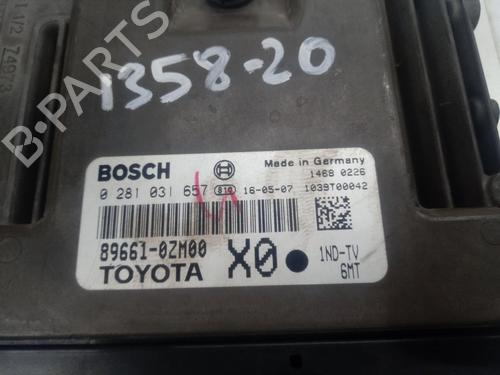 1358-20
BOSCH
Made in Germany
0 281 031 657 810 16-05-07
1468 0226
1039T00042
89661-0ZM00
TOYOTA
X0
1ND-TV
6MT
B-PARTS